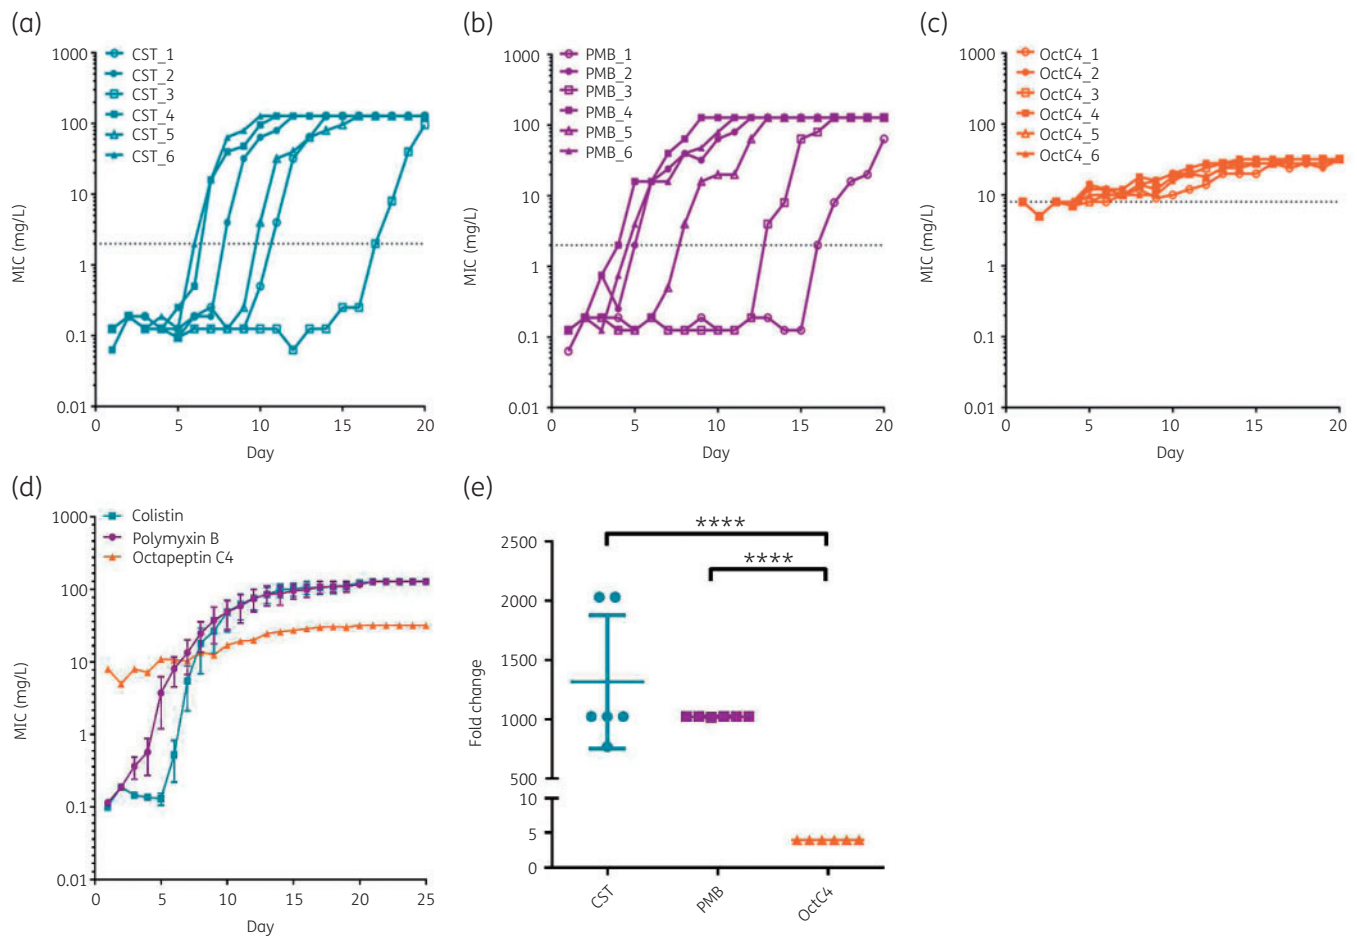 (a)
1000
100
10
1
0.1
0.01
MIC (mg/L)
CST_1
CST_2
CST_3
CST_4
CST_5
CST_6
0 5 10 15 20
Day
(b)
1000
100
10
1
0.1
0.01
MIC (mg/L)
PMB_1
PMB_2
PMB_3
PMB_4
PMB_5
PMB_6
0 5 10 15 20
Day
(c)
1000
100
10
1
0.1
0.01
MIC (mg/L)
OctC4_1
OctC4_2
OctC4_3
OctC4_4
OctC4_5
OctC4_6
0 5 10 15 20
Day
(d)
1000
100
10
1
0.1
0.01
MIC (mg/L)
Colistin
Polymyxin B
Octapeptin C4
0 5 10 15 20 25
Day
(e)
2500
2000
1500
1000
500
10
5
0
Fold change
****
****
CST PMB OctC4